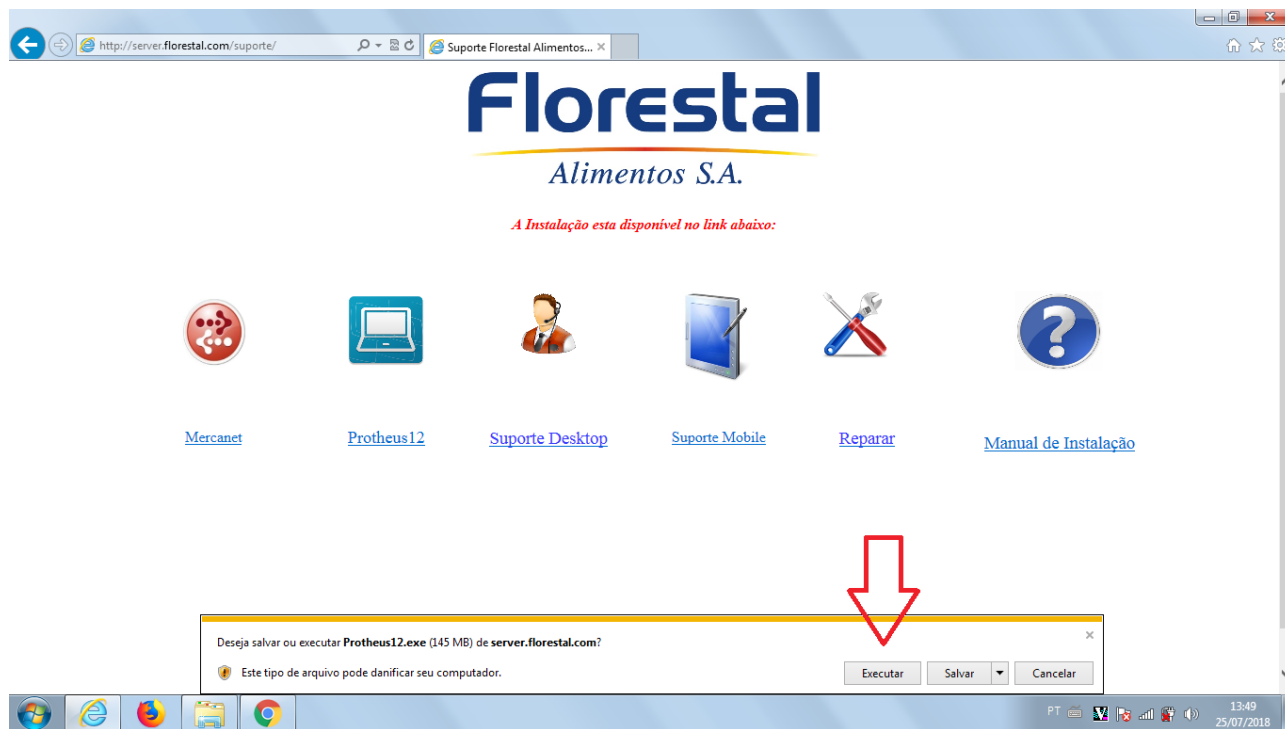 http://server.florestal.com/suporte/
Suporte Florestal Alimentos...
Florestal
Alimentos S.A.
A Instalação esta disponível no link abaixo:
?
Mercanet
Protheus12
Suporte Desktop
Suporte Mobile
Reparar
Manual de Instalação
Deseja salvar ou executar Protheus12.exe (145 MB) de server.florestal.com?
Este tipo de arquivo pode danificar seu computador.
Executar
Salvar
Cancelar
PT
13:49
25/07/2018